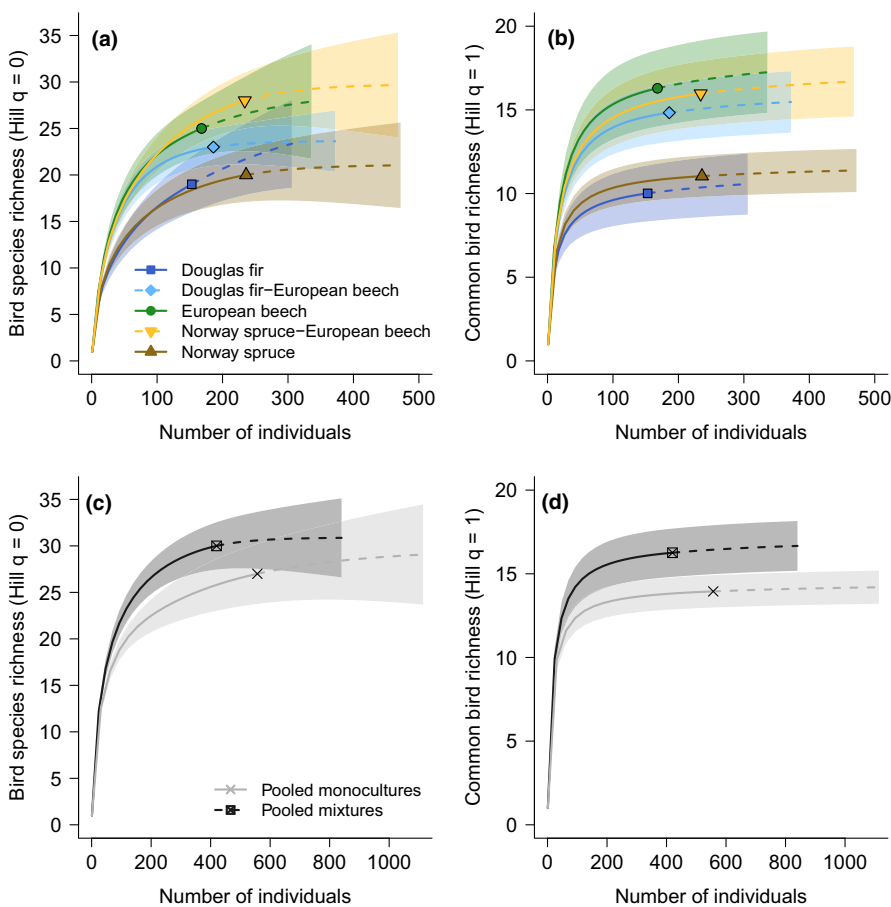 (a)
Bird species richness (Hill q = 0)
35
30
25
20
15
10
5
0
Douglas fir
Douglas fir−European beech
European beech
Norway spruce−European beech
Norway spruce
0 100 200 300 400 500
Number of individuals
(b)
Common bird richness (Hill q = 1)
20
15
10
5
0
0 100 200 300 400 500
Number of individuals
(c)
Bird species richness (Hill q = 0)
35
30
25
20
15
10
5
0
Pooled monocultures
Pooled mixtures
0 200 400 600 800 1000
Number of individuals
(d)
Common bird richness (Hill q = 1)
20
15
10
5
0
0 200 400 600 800 1000
Number of individuals